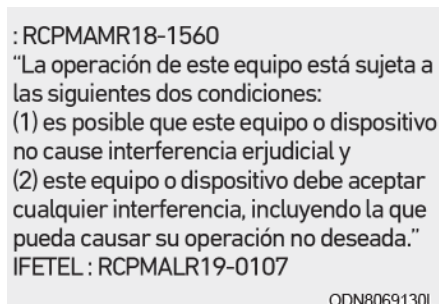 : RCPMAMR18-1560
“La operación de este equipo está sujeta a
las siguientes dos condiciones:
(1) es posible que este equipo o dispositivo
no cause interferencia erjudicial y
(2) este equipo o dispositivo debe aceptar
cualquier interferencia, incluyendo la que
pueda causar su operación no deseada.”
IFETEL : RCPMALR19-0107
ODN8069130L